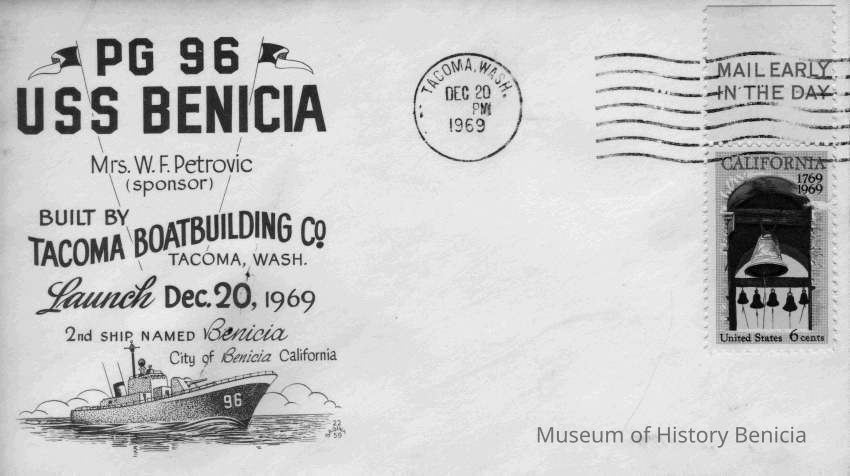 PG 96
USS BENICIA
Mrs. W. F. Petrovic
(sponsor)
BUILT BY
TACOMA BOATBUILDING Co
TACOMA, WASH.
Launch Dec. 20, 1969
2nd SHIP NAMED Benicia
City of Benicia California
96
TACOMA, WASH.
DEC 20
PM
1969
MAIL EARLY
IN THE DAY
CALIFORNIA
1769
1969
United States 6 cents
Museum of History Benicia